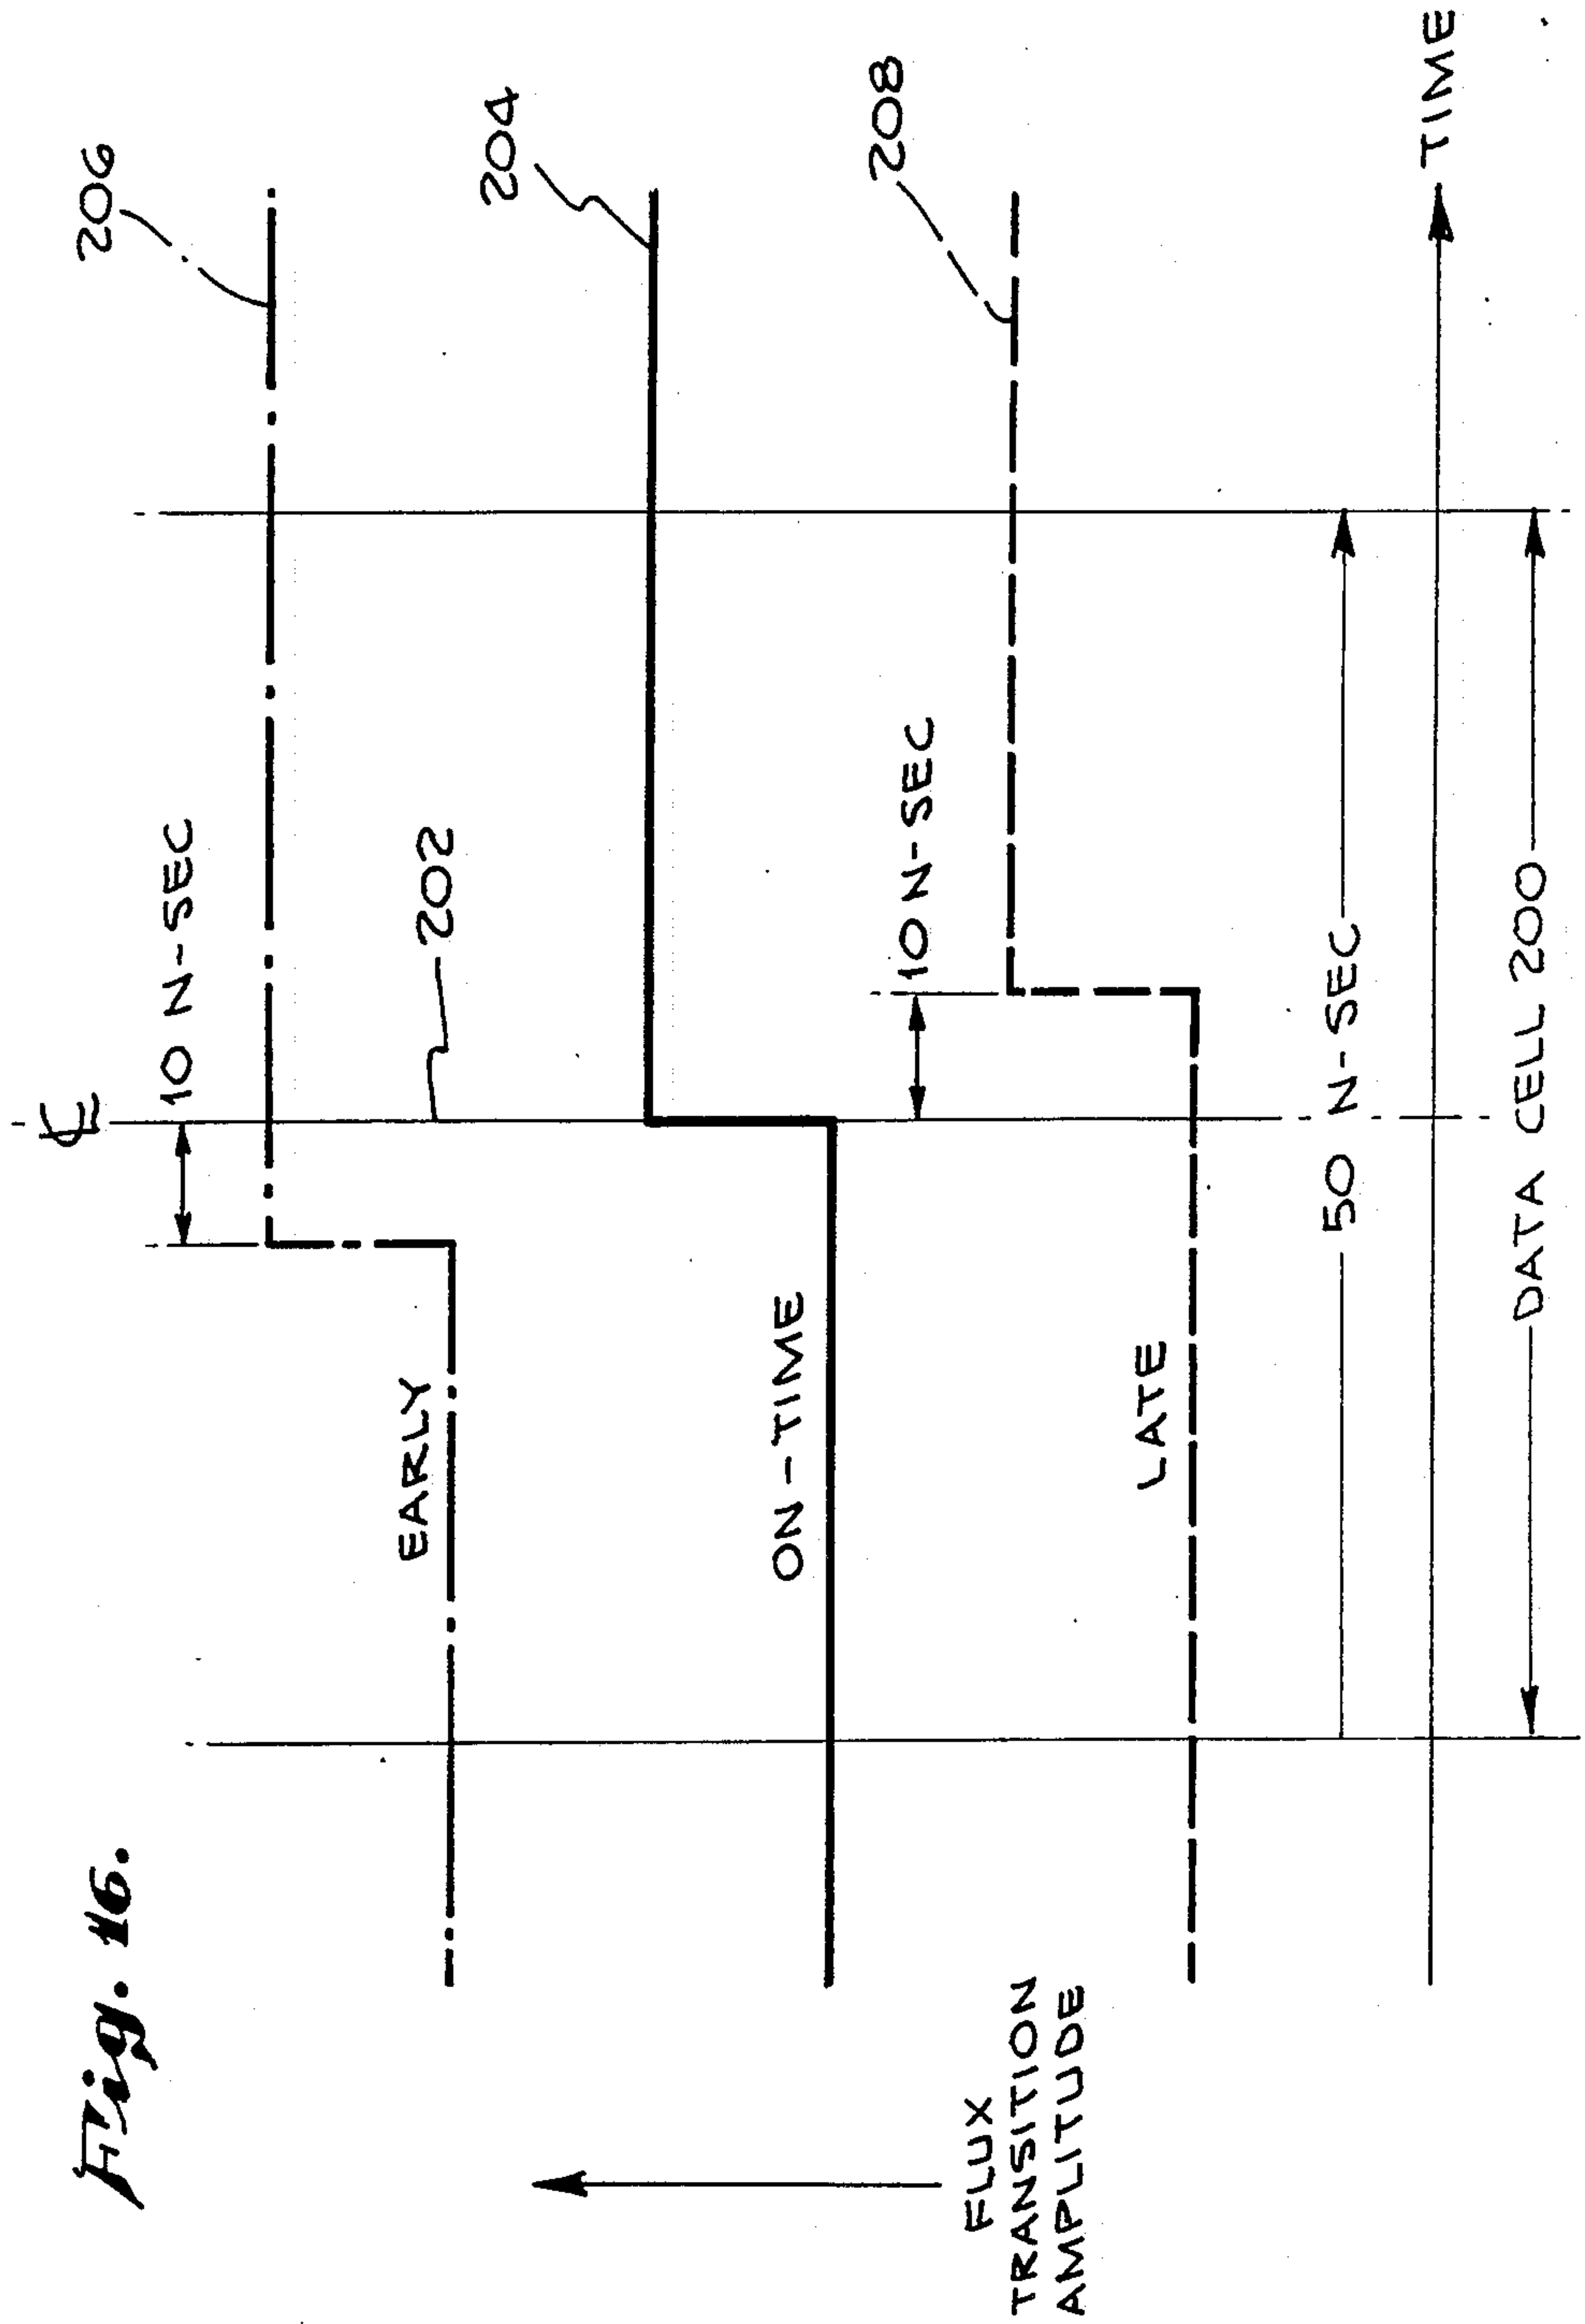 Fig. 16.
℄
10 N-SEC
206
202
204
EARLY
ON-TIME
10 N-SEC
208
LATE
FLUX
TRANSITION
AMPLITUDE
50 N-SEC
TIME
DATA CELL 200